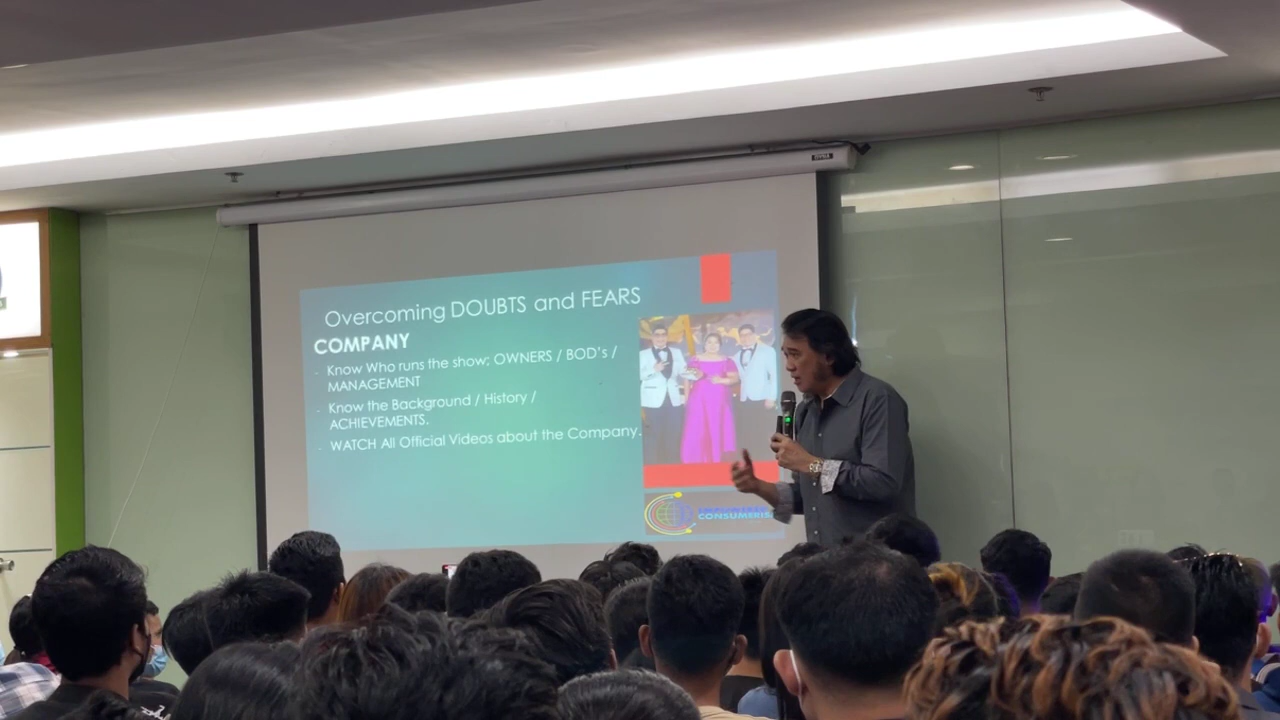 Overcoming DOUBTS and FEARS
COMPANY
- Know Who runs the show; OWNERS / BOD's /
MANAGEMENT
- Know the Background / History /
ACHIEVEMENTS.
- WATCH All Official Videos about the Company.